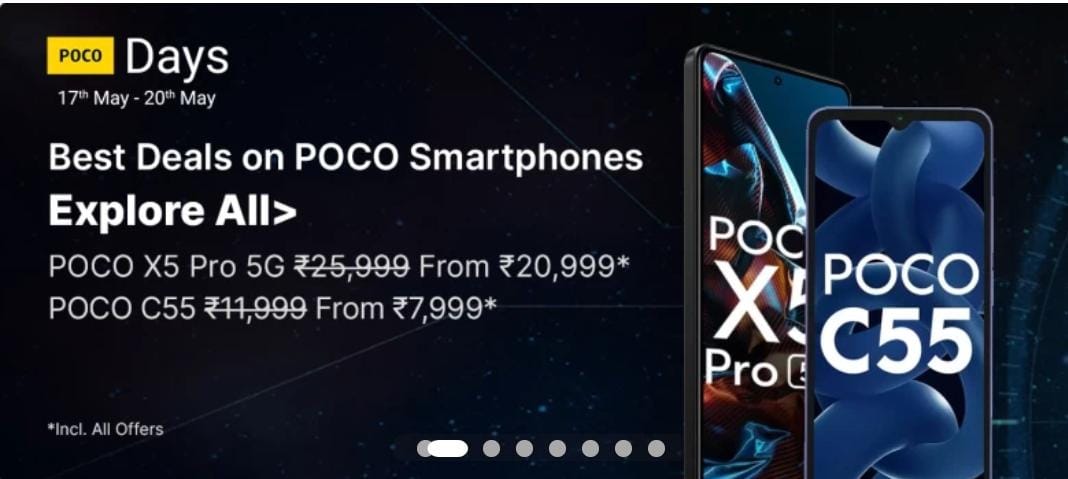 POCO Days
17th May - 20th May
Best Deals on POCO Smartphones
Explore All>
POCO X5 Pro 5G ₹25,999 From ₹20,999*
POCO C55 ₹11,999 From ₹7,999*
*Incl. All Offers
POCO
X5
Pro 5
POCO
C55